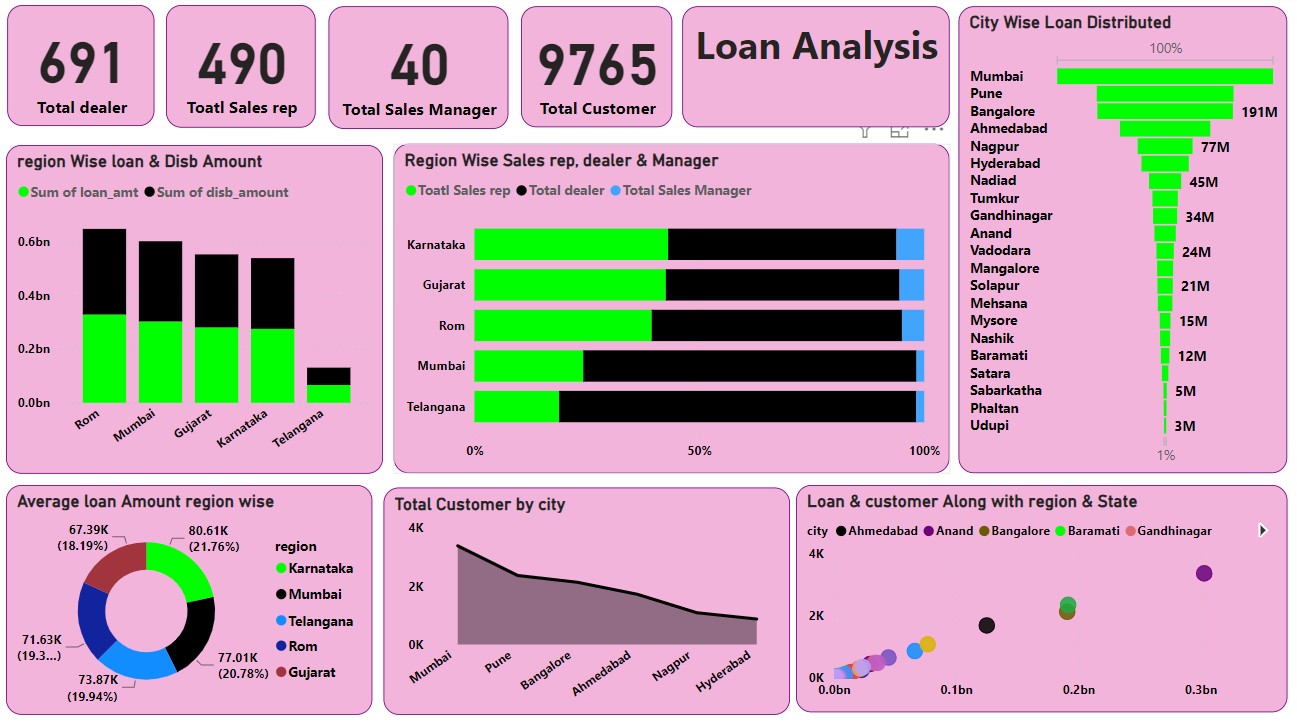 691
Total dealer
490
Toatl Sales rep
40
Total Sales Manager
9765
Total Customer
Loan Analysis
City Wise Loan Distributed
100%
Mumbai
Pune
Bangalore 191M
Ahmedabad
Nagpur 77M
Hyderabad
Nadiad 45M
Tumkur
Gandhinagar 34M
Anand
Vadodara 24M
Mangalore
Solapur 21M
Mehsana
Mysore 15M
Nashik
Baramati 12M
Satara
Sabarkatha 5M
Phaltan
Udupi 3M
1%
region Wise loan & Disb Amount
Sum of loan_amt Sum of disb_amount
0.6bn
0.4bn
0.2bn
0.0bn
Rom Mumbai Gujarat Karnataka Telangana
Region Wise Sales rep, dealer & Manager
Toatl Sales rep Total dealer Total Sales Manager
Karnataka
Gujarat
Rom
Mumbai
Telangana
0% 50% 100%
Average loan Amount region wise
67.39K
(18.19%)
80.61K
(21.76%)
71.63K
(19.3...)
77.01K
(20.78%)
73.87K
(19.94%)
region
Karnataka
Mumbai
Telangana
Rom
Gujarat
Total Customer by city
4K
2K
0K
Mumbai Pune Bangalore Ahmedabad Nagpur Hyderabad
Loan & customer Along with region & State
city Ahmedabad Anand Bangalore Baramati Gandhinagar
4K
2K
0K
0.0bn 0.1bn 0.2bn 0.3bn